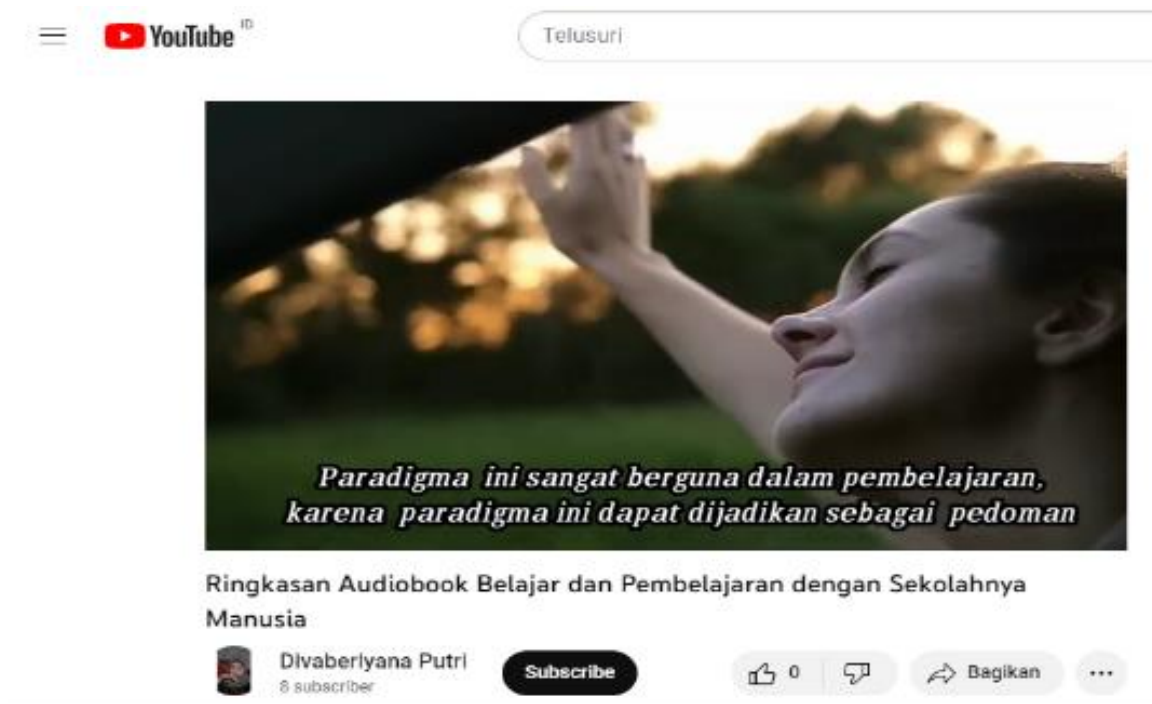 YouTube ID
Telusuri
Paradigma ini sangat berguna dalam pembelajaran,
karena paradigma ini dapat dijadikan sebagai pedoman
Ringkasan Audiobook Belajar dan Pembelajaran dengan Sekolahnya
Manusia
Divaberiyana Putri
8 subscriber
Subscribe
0
Bagikan